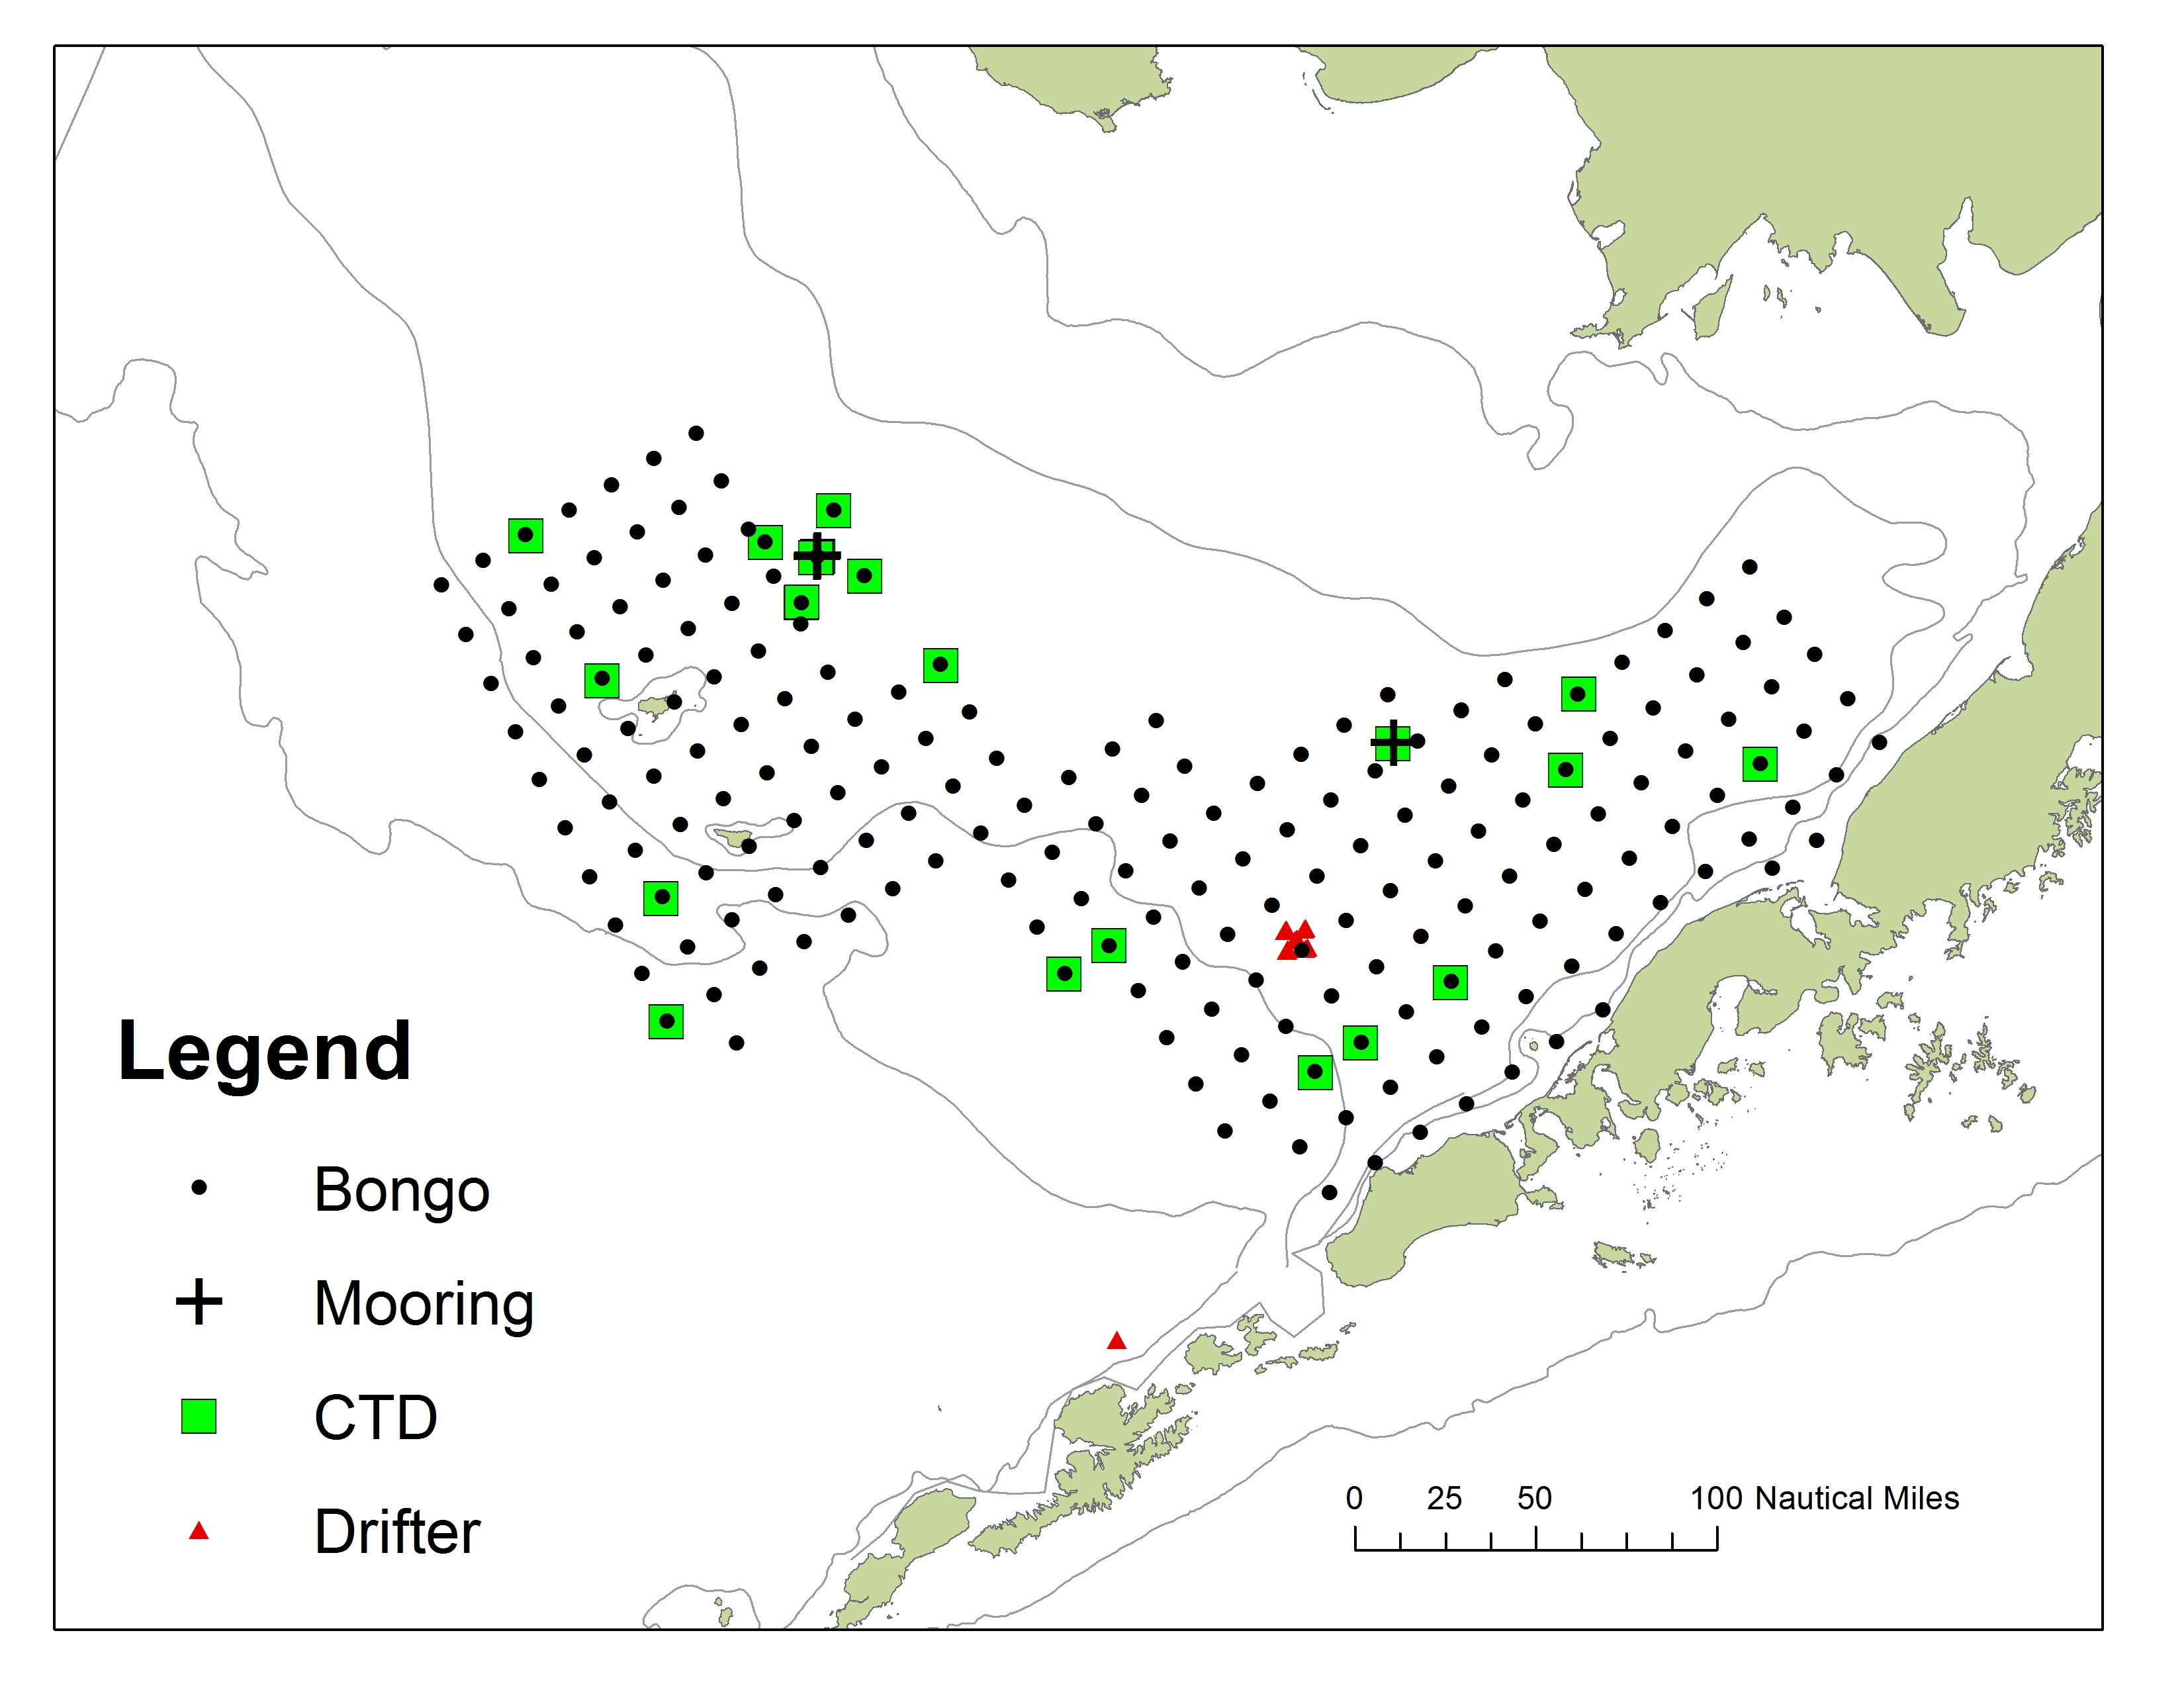 Legend
Bongo
Mooring
CTD
Drifter
0 25 50 100 Nautical Miles